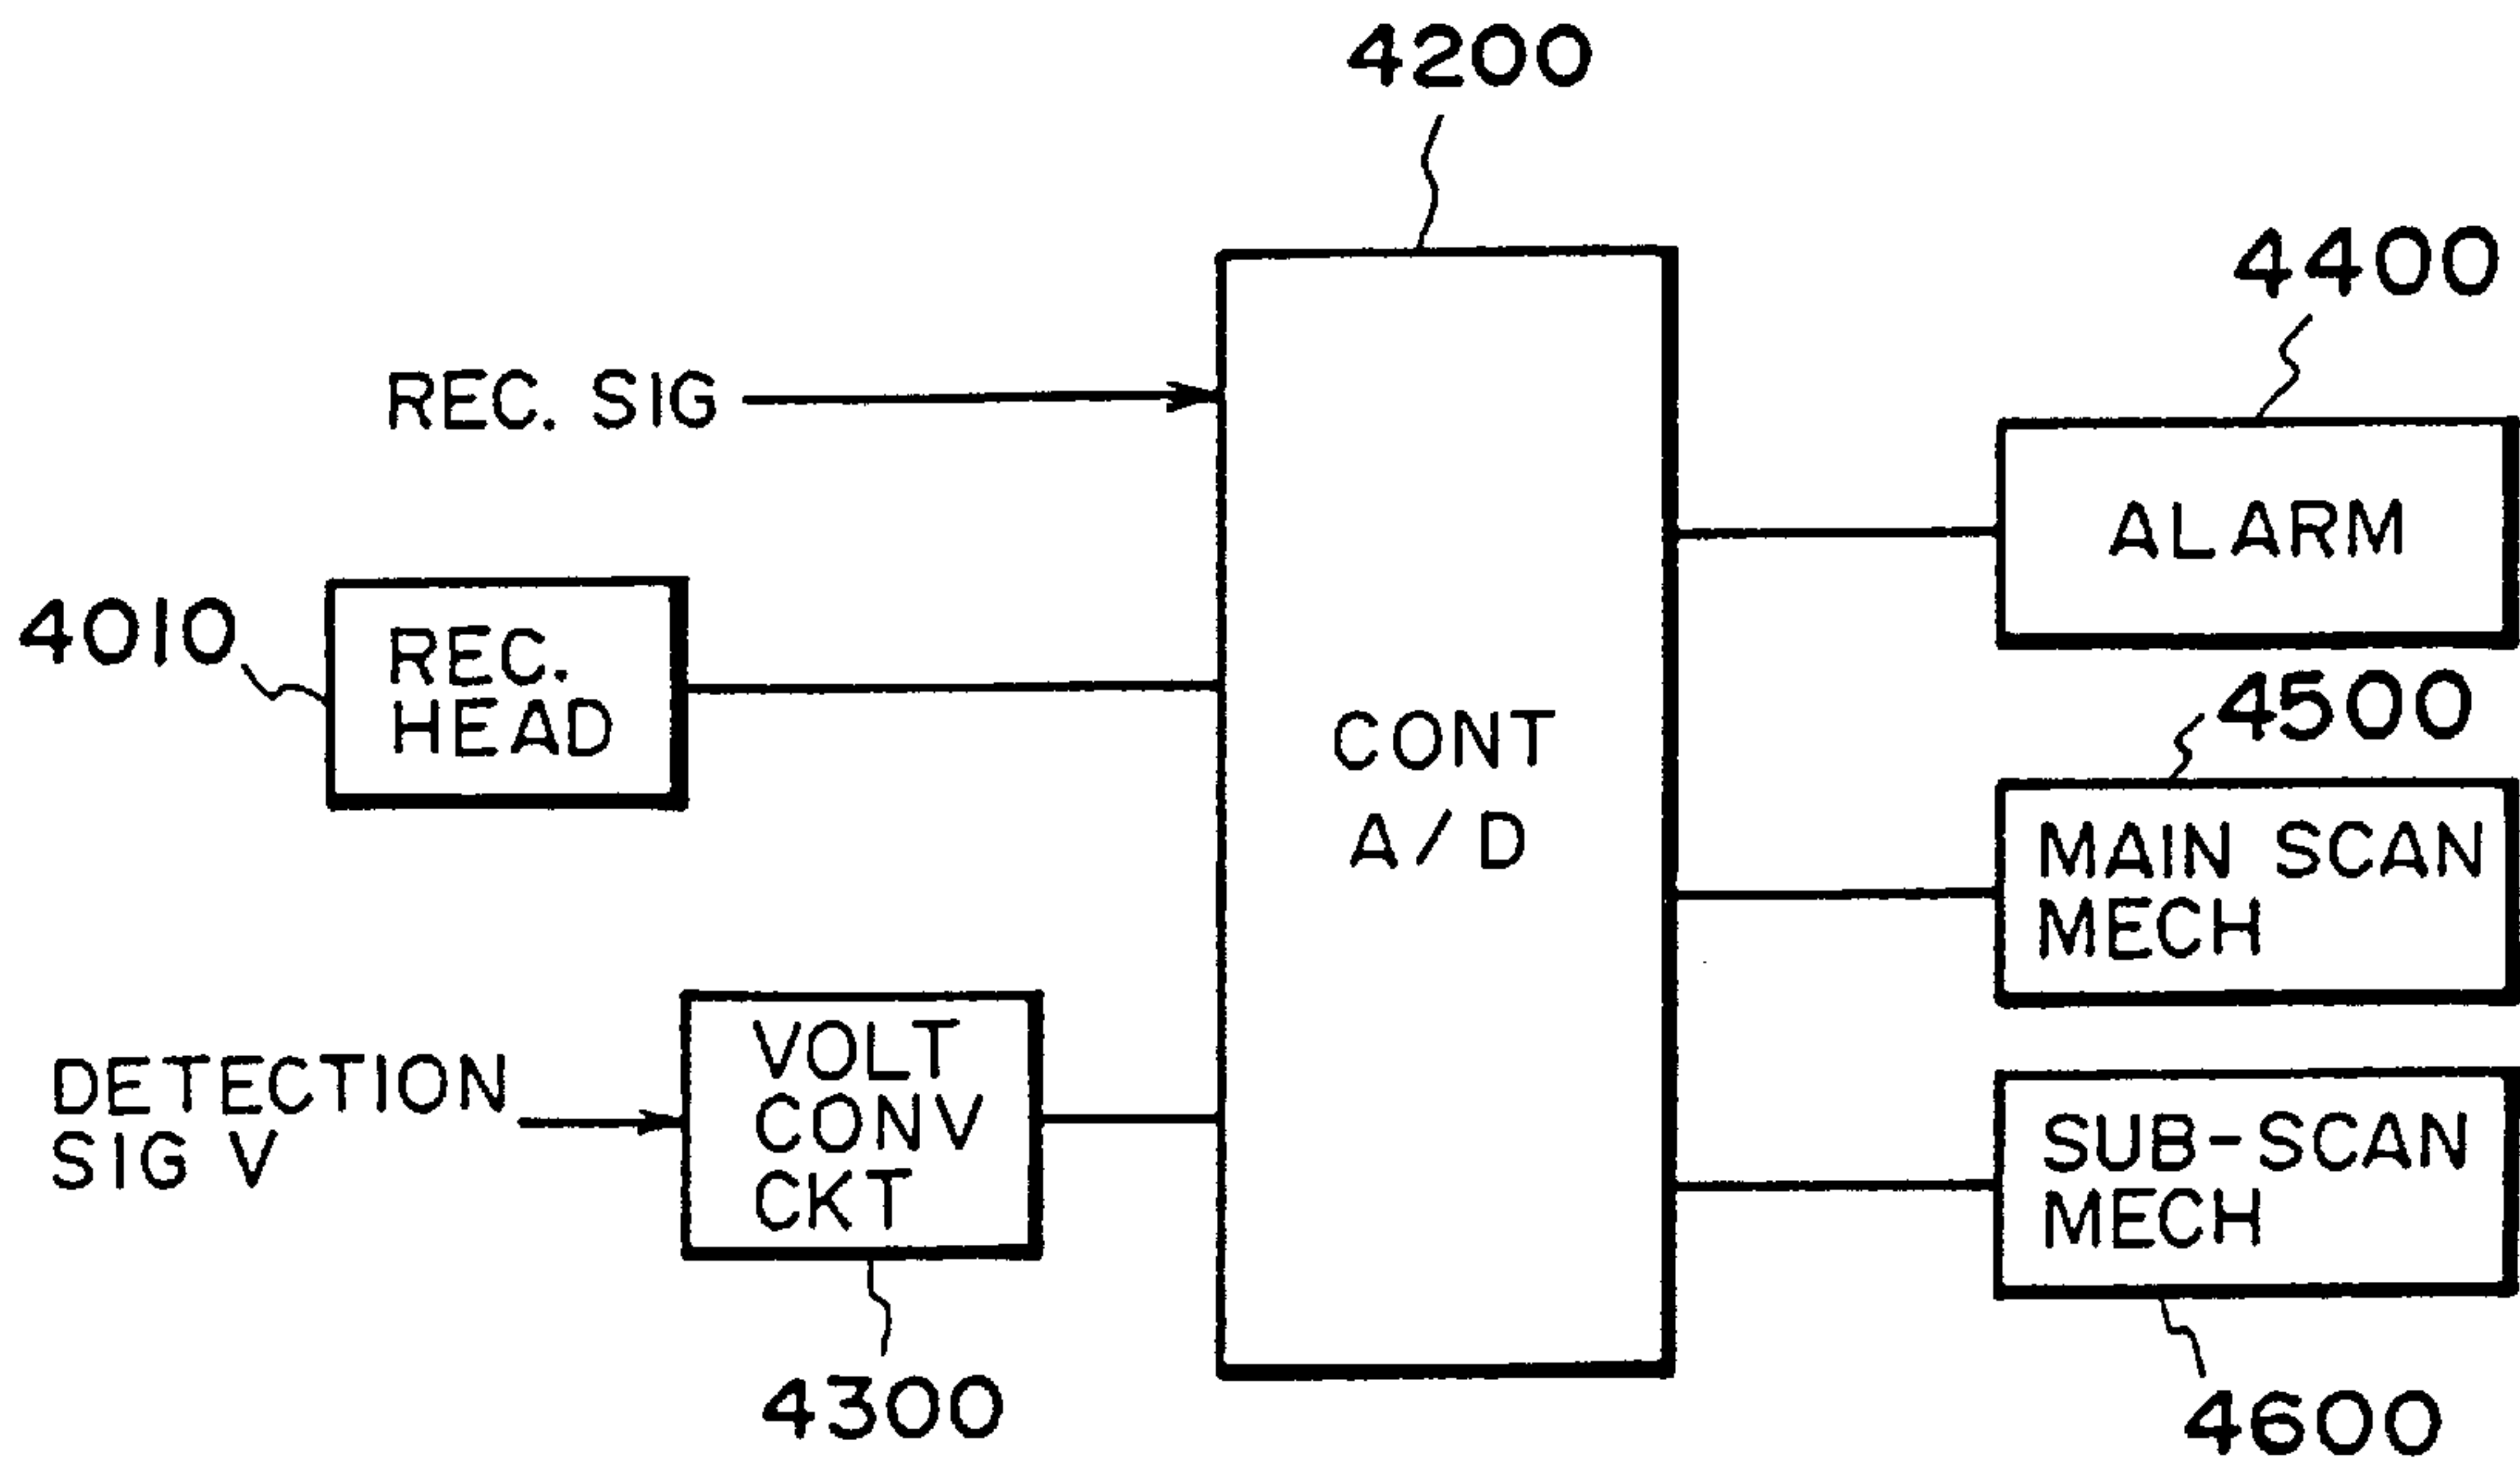 4200
4400
REC. SIG
ALARM
4010
REC.
HEAD
4500
CONT
A/D
MAIN SCAN
MECH
VOLT
CONV
CKT
DETECTION
SIG V
SUB-SCAN
MECH
4300
4600